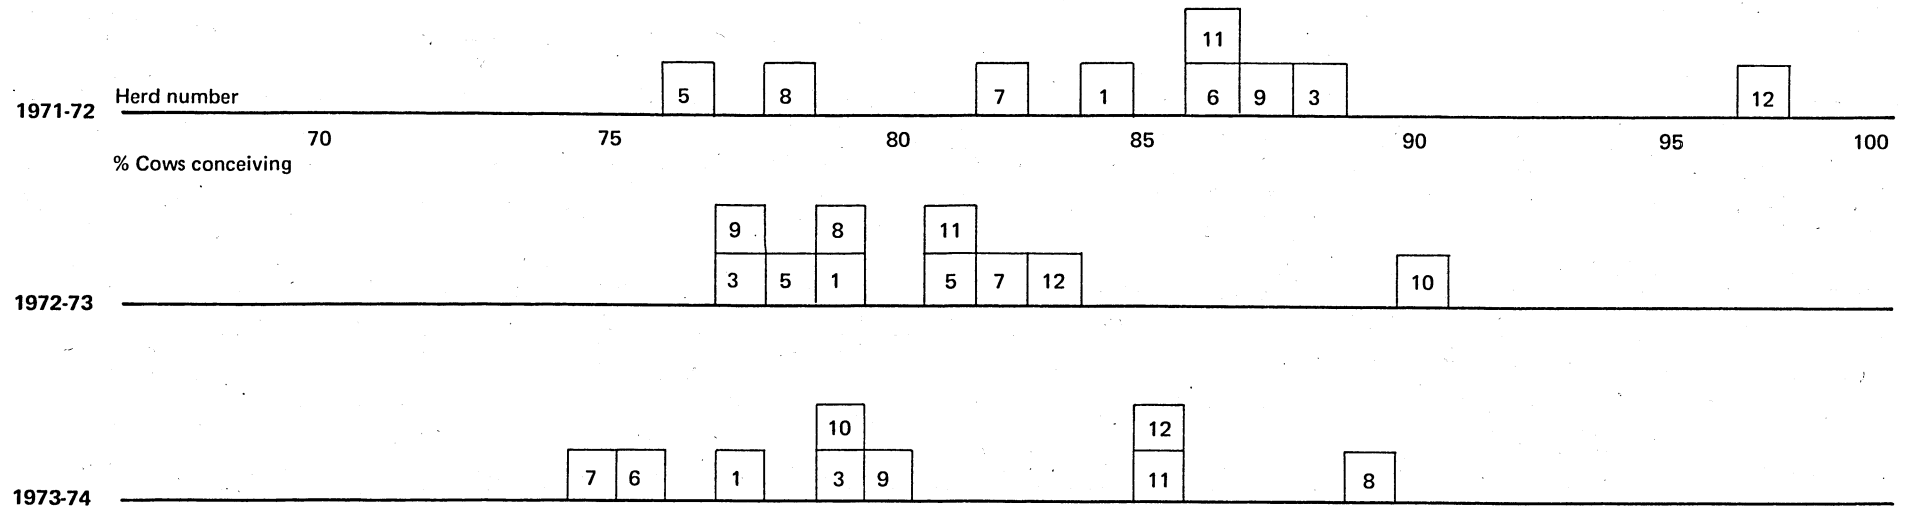 11
5 8 7 1 6 9 3 12
1971-72 Herd number
70 75 80 85 90 95 100
% Cows conceiving
9 8 11
3 5 1 5 7 12 10
1972-73
10 12
7 6 1 3 9 11 8
1973-74